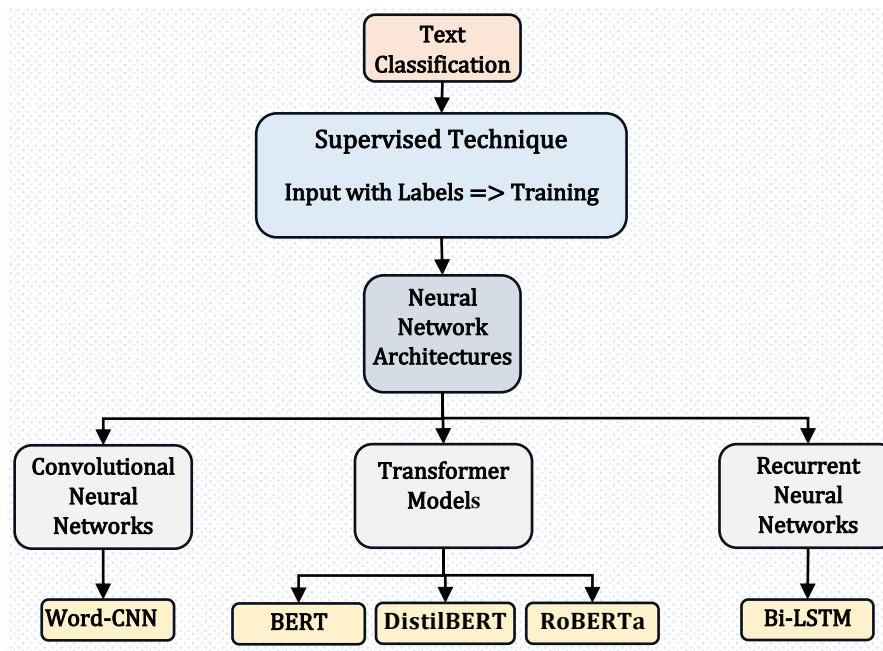 Text
Classification
Supervised Technique
Input with Labels => Training
Neural
Network
Architectures
Convolutional
Neural
Networks
Transformer
Models
Recurrent
Neural
Networks
Word-CNN
BERT
DistilBERT
RoBERTa
Bi-LSTM